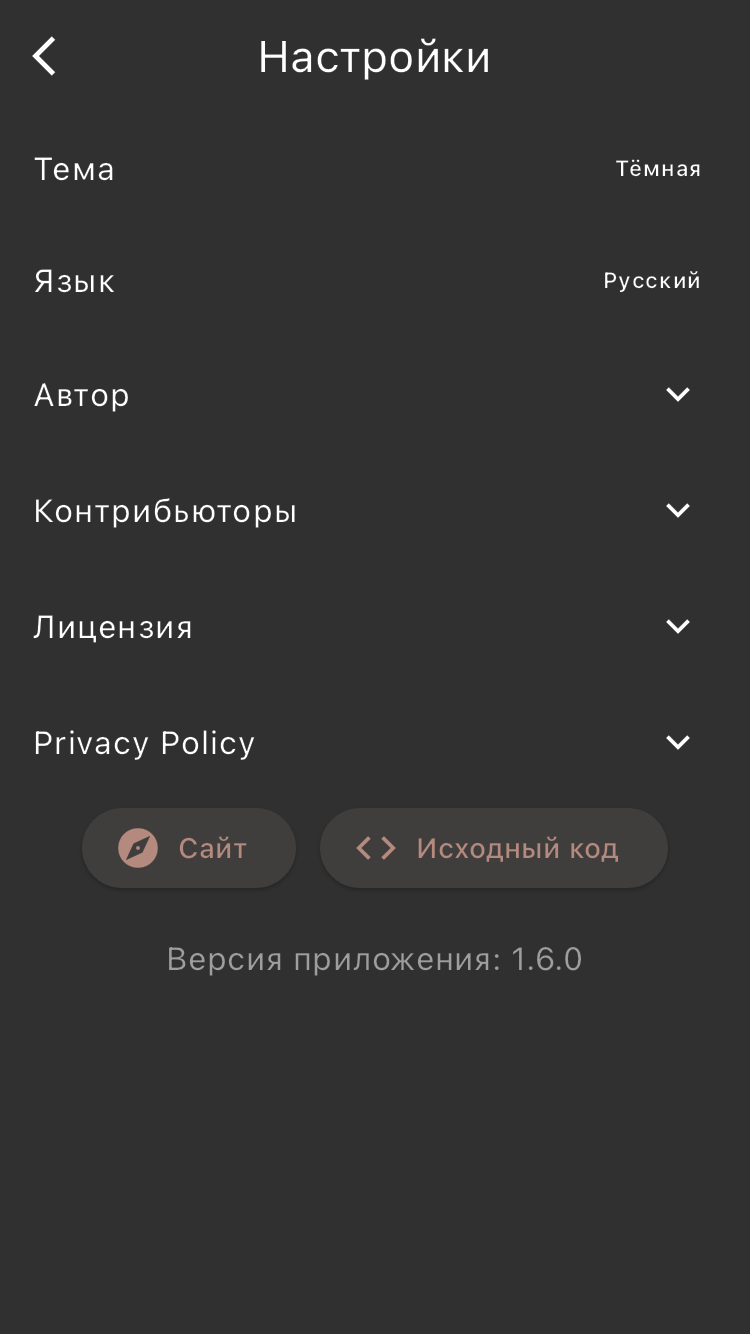 Настройки
Тема
Тёмная
Язык
Русский
Автор
Контрибьюторы
Лицензия
Privacy Policy
Сайт
Исходный код
Версия приложения: 1.6.0